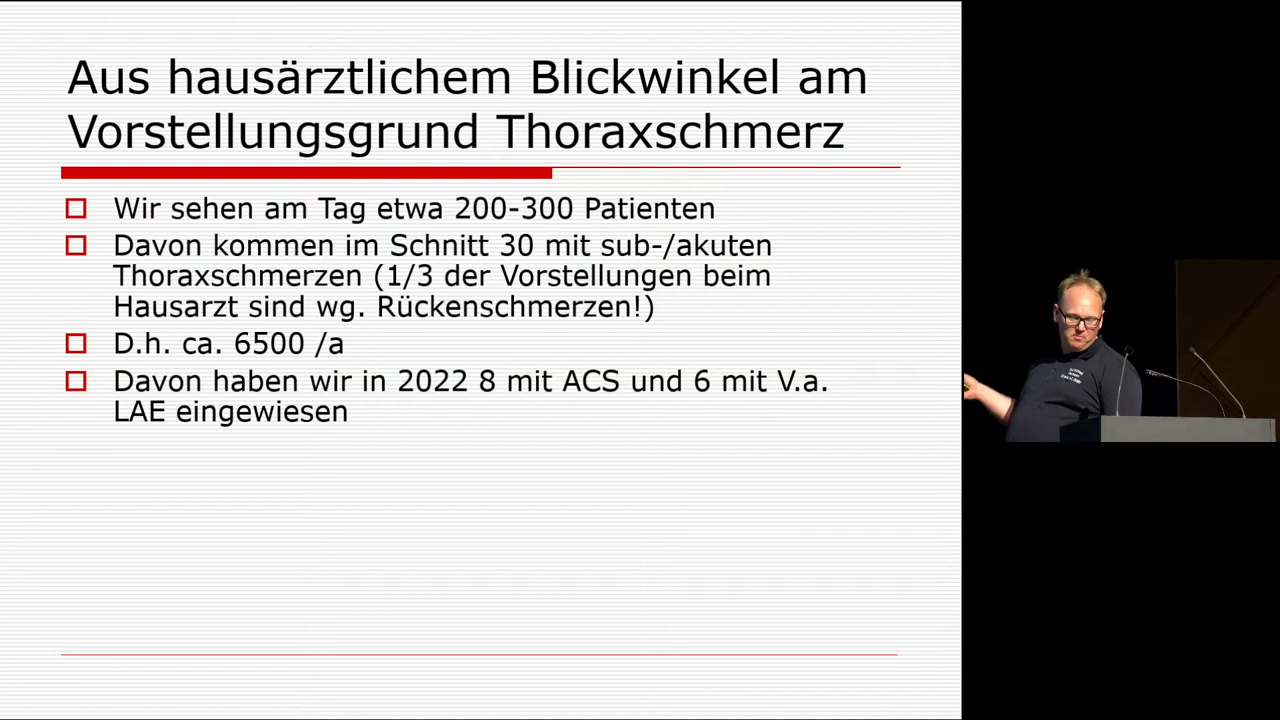 Aus hausärztlichem Blickwinkel am
Vorstellungsgrund Thoraxschmerz
Wir sehen am Tag etwa 200-300 Patienten
Davon kommen im Schnitt 30 mit sub-/akuten
Thoraxschmerzen (1/3 der Vorstellungen beim
Hausarzt sind wg. Rückenschmerzen!)
D.h. ca. 6500 /a
Davon haben wir in 2022 8 mit ACS und 6 mit V.a.
LAE eingewiesen